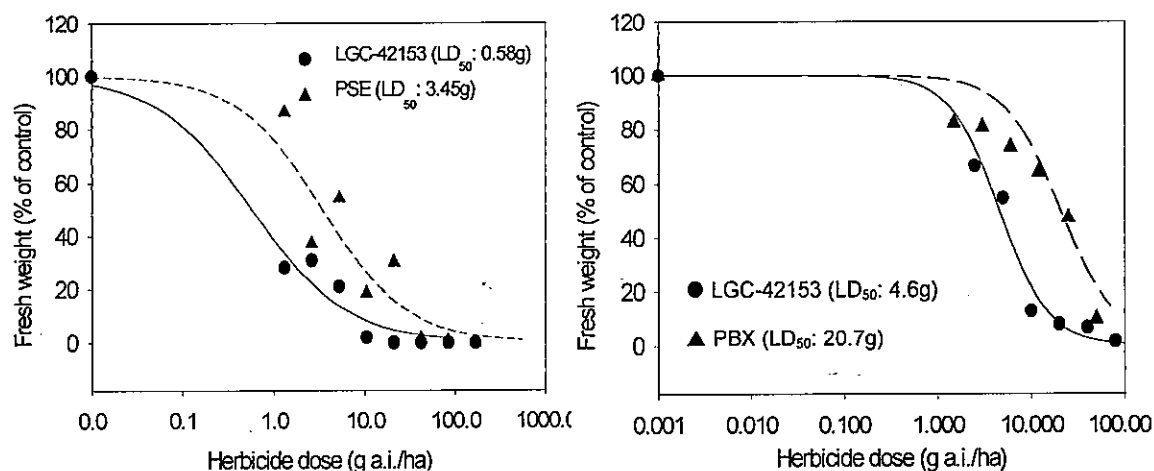 120
100
80
60
40
20
0
Fresh weight (% of control)
LGC-42153 (LD50: 0.58g)
PSE (LD50: 3.45g)
0.0 0.1 1.0 10.0 100.0 1000.(
Herbicide dose (g a.i./ha)
120
100
80
60
40
20
0
Fresh weight (% of control)
LGC-42153 (LD₅₀: 4.6g)
PBX (LD₅₀: 20.7g)
0.001 0.010 0.100 1.000 10.000 100.00
Herbicide dose (g a.i./ha)